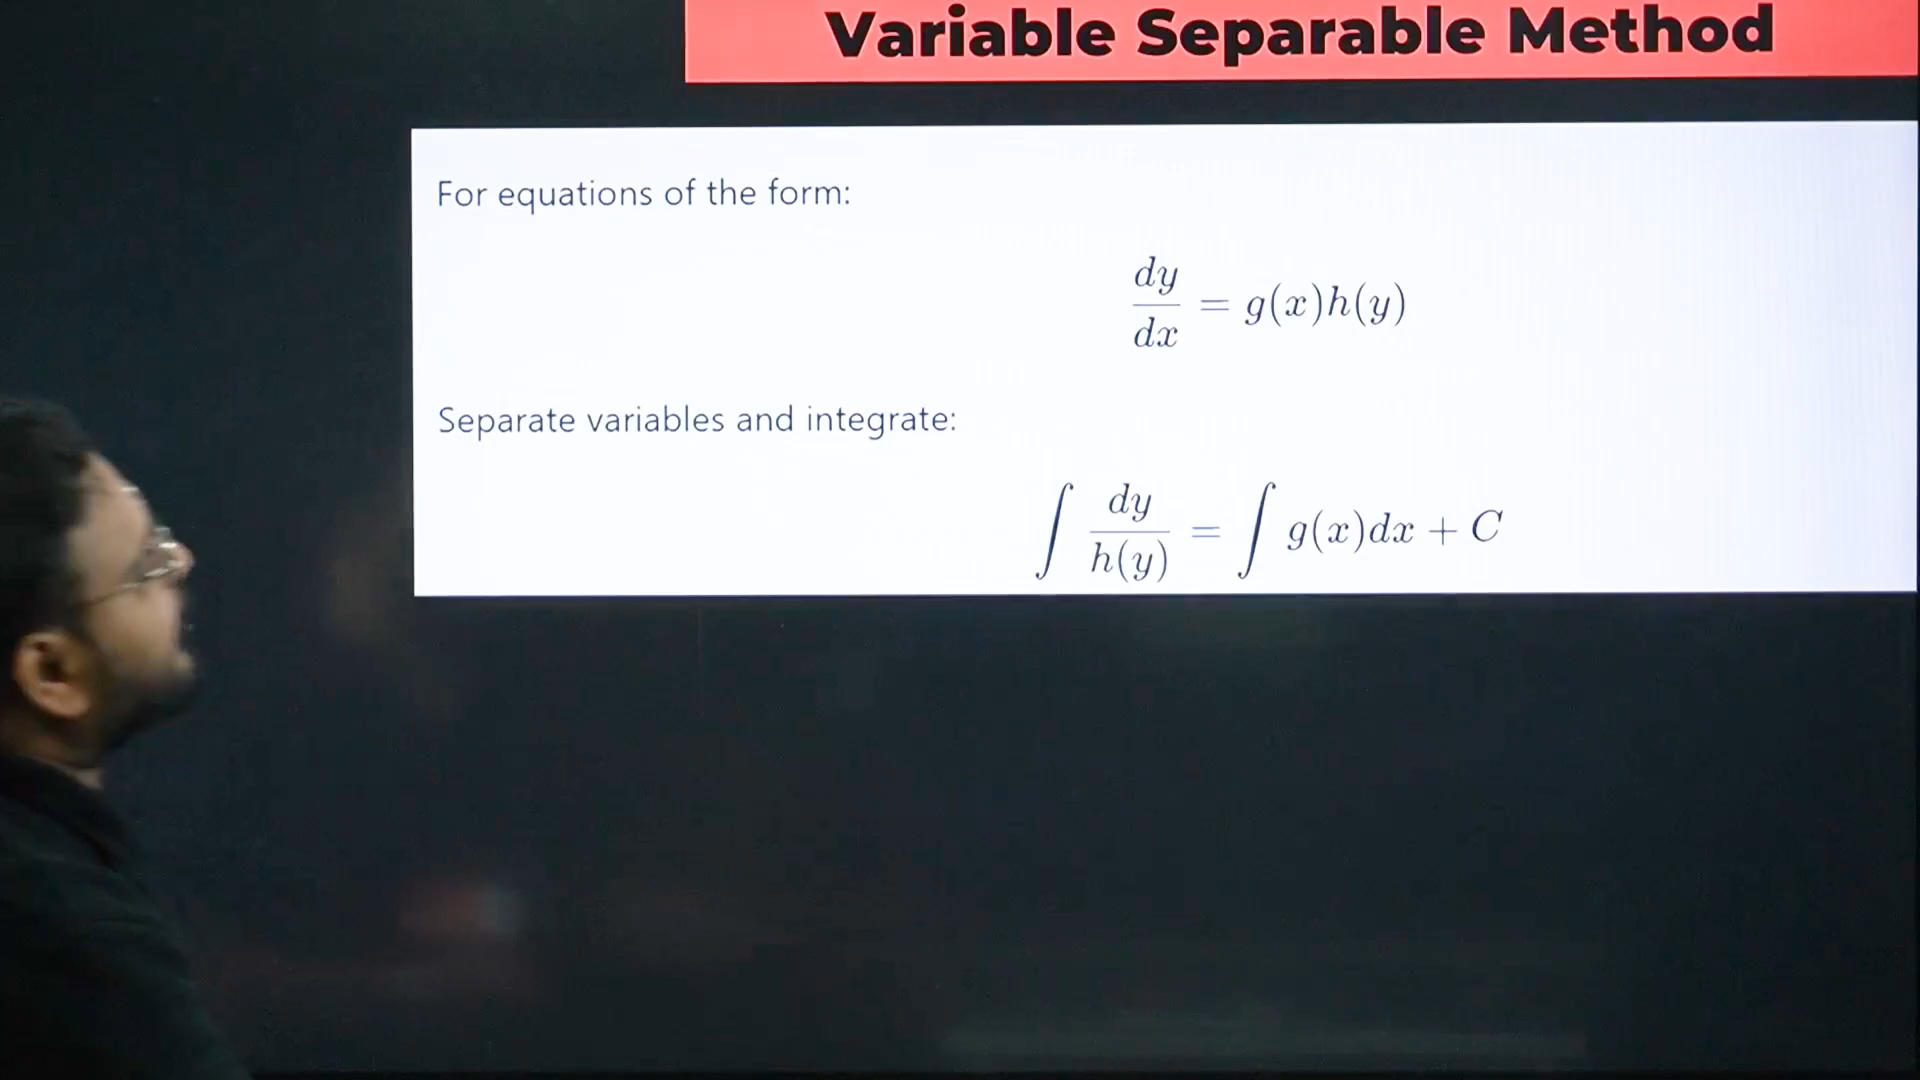 Variable Separable Method
For equations of the form:
dy/dx = g(x)h(y)
Separate variables and integrate:
∫ dy/h(y) = ∫ g(x)dx + C